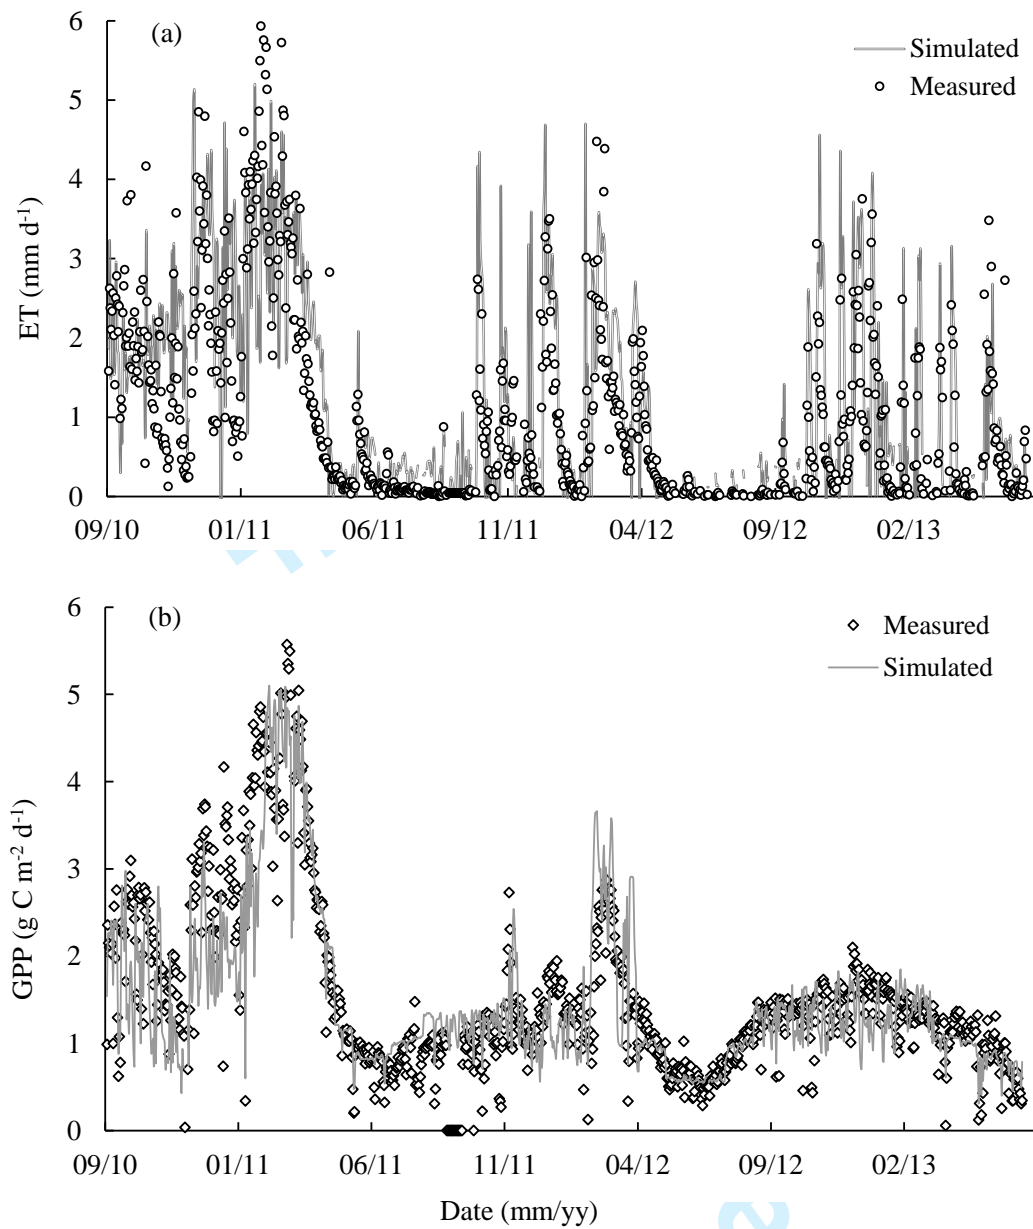 6
(a)
Simulated
Measured
5
4
3
2
1
0
ET (mm d-1)
09/10 01/11 06/11 11/11 04/12 09/12 02/13
6
(b)
Measured
Simulated
5
4
3
2
1
0
GPP (g C m-2 d-1)
09/10 01/11 06/11 11/11 04/12 09/12 02/13
Date (mm/yy)